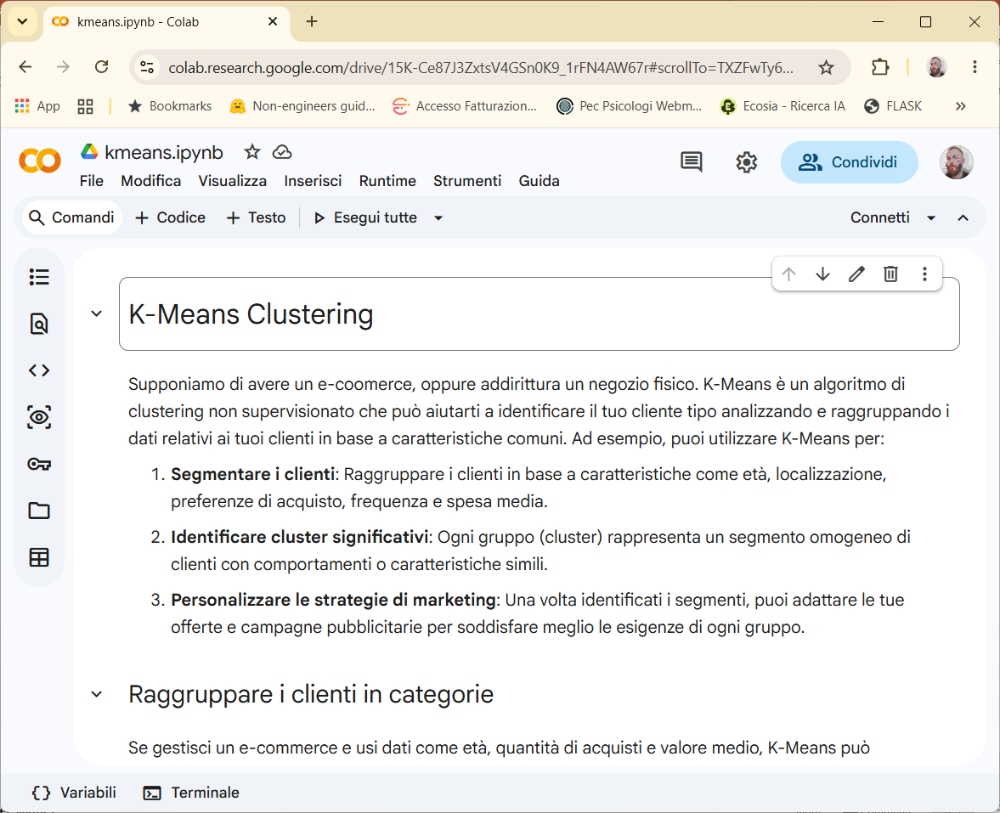 kmeans.ipynb - Colab
colab.research.google.com/drive/15K-Ce87J3ZxtsV4GSn0K9_1rFN4AW67r#scrollTo=TXZFwTy6...
App Bookmarks Non-engineers guid... Accesso Fatturazion... Pec Psicologi Webm... Ecosia - Ricerca IA FLASK
kmeans.ipynb
File Modifica Visualizza Inserisci Runtime Strumenti Guida
Condividi
Comandi + Codice + Testo Esegui tutte Connetti
K-Means Clustering
Supponiamo di avere un e-coomerce, oppure addirittura un negozio fisico. K-Means è un algoritmo di
clustering non supervisionato che può aiutarti a identificare il tuo cliente tipo analizzando e raggruppando i
dati relativi ai tuoi clienti in base a caratteristiche comuni. Ad esempio, puoi utilizzare K-Means per:
1. Segmentare i clienti: Raggruppare i clienti in base a caratteristiche come età, localizzazione,
preferenze di acquisto, frequenza e spesa media.
2. Identificare cluster significativi: Ogni gruppo (cluster) rappresenta un segmento omogeneo di
clienti con comportamenti o caratteristiche simili.
3. Personalizzare le strategie di marketing: Una volta identificati i segmenti, puoi adattare le tue
offerte e campagne pubblicitarie per soddisfare meglio le esigenze di ogni gruppo.
Raggruppare i clienti in categorie
Se gestisci un e-commerce e usi dati come età, quantità di acquisti e valore medio, K-Means può
Variabili Terminale